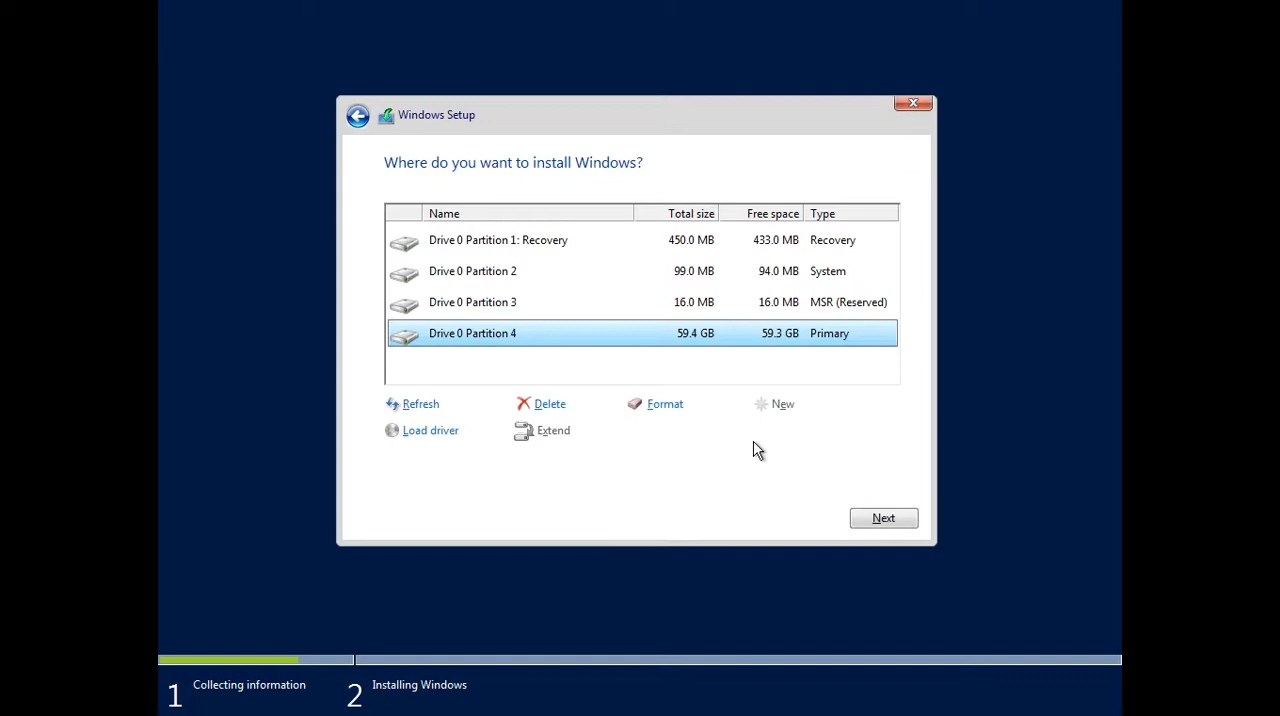 Windows Setup
Where do you want to install Windows?
Name Total size Free space Type
Drive 0 Partition 1: Recovery 450.0 MB 433.0 MB Recovery
Drive 0 Partition 2 99.0 MB 94.0 MB System
Drive 0 Partition 3 16.0 MB 16.0 MB MSR (Reserved)
Drive 0 Partition 4 59.4 GB 59.3 GB Primary
Refresh Delete Format New
Load driver Extend
Next
1 Collecting information 2 Installing Windows